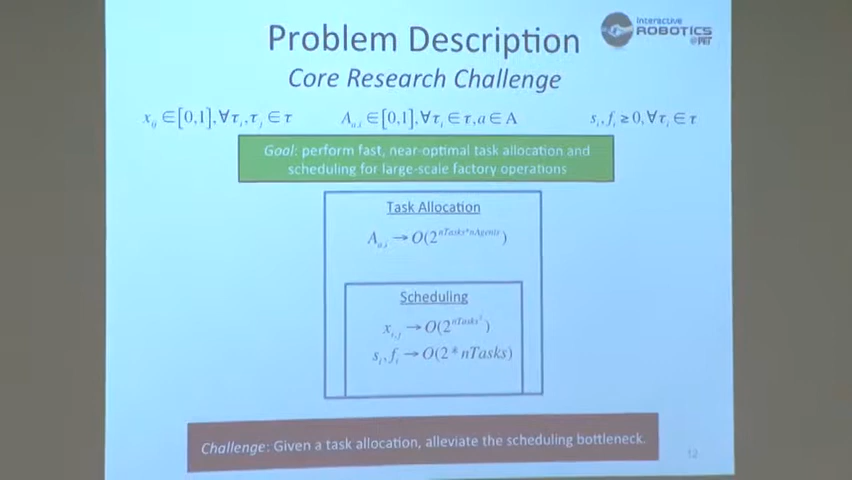 Problem Description
Interactive
ROBOTICS
@MIT
Core Research Challenge
x_ij ∈[0,1],∀τ_i,τ_j ∈ τ
A_a,i ∈[0,1],∀τ_i ∈ τ,a ∈ A
s_i,f_i ≥ 0,∀τ_i ∈ τ
Goal: perform fast, near-optimal task allocation and
scheduling for large-scale factory operations
Task Allocation
A_a,i → O(2^nTasks*nAgents)
Scheduling
x_i,j → O(2^nTasks²)
s_i,f_i → O(2 * nTasks)
Challenge: Given a task allocation, alleviate the scheduling bottleneck.
12